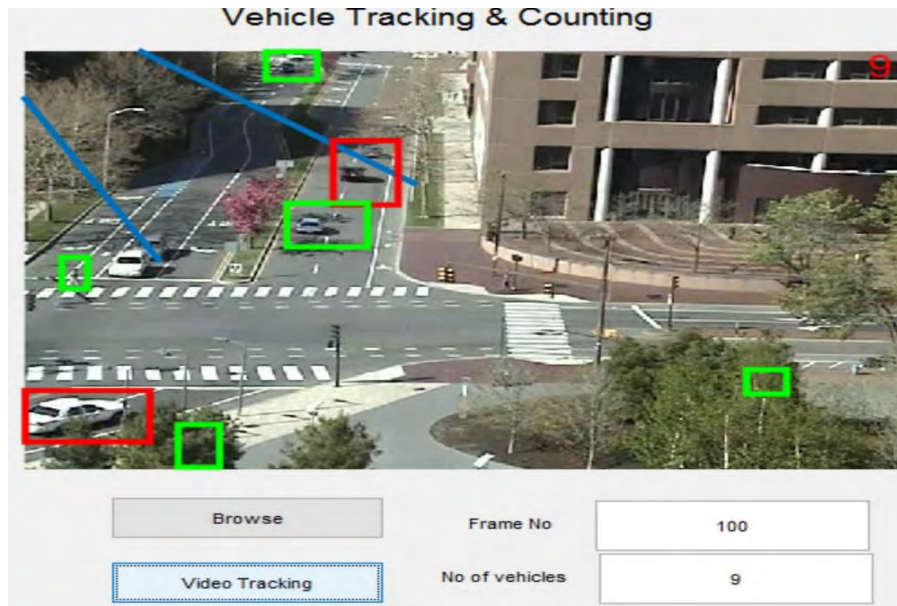 Vehicle Tracking & Counting
9
Browse
Frame No
100
Video Tracking
No of vehicles
9